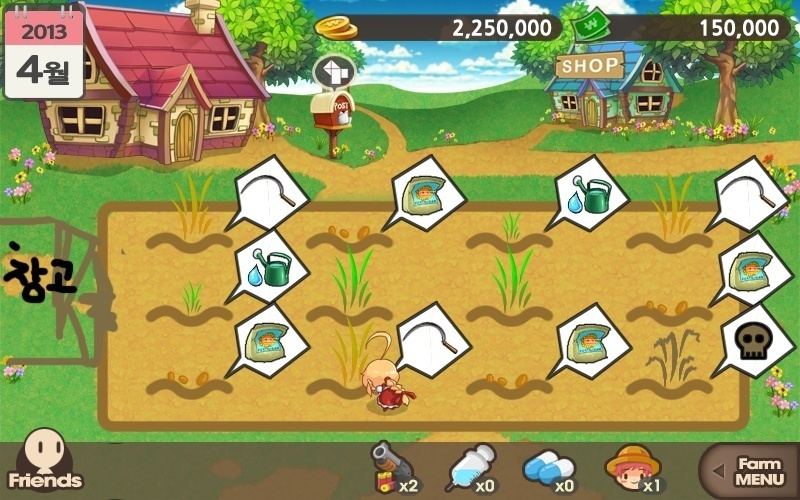 2013
4월
2,250,000
150,000
SHOP
POST
창고
Friends
x2
x0
x0
x1
Farm
MENU